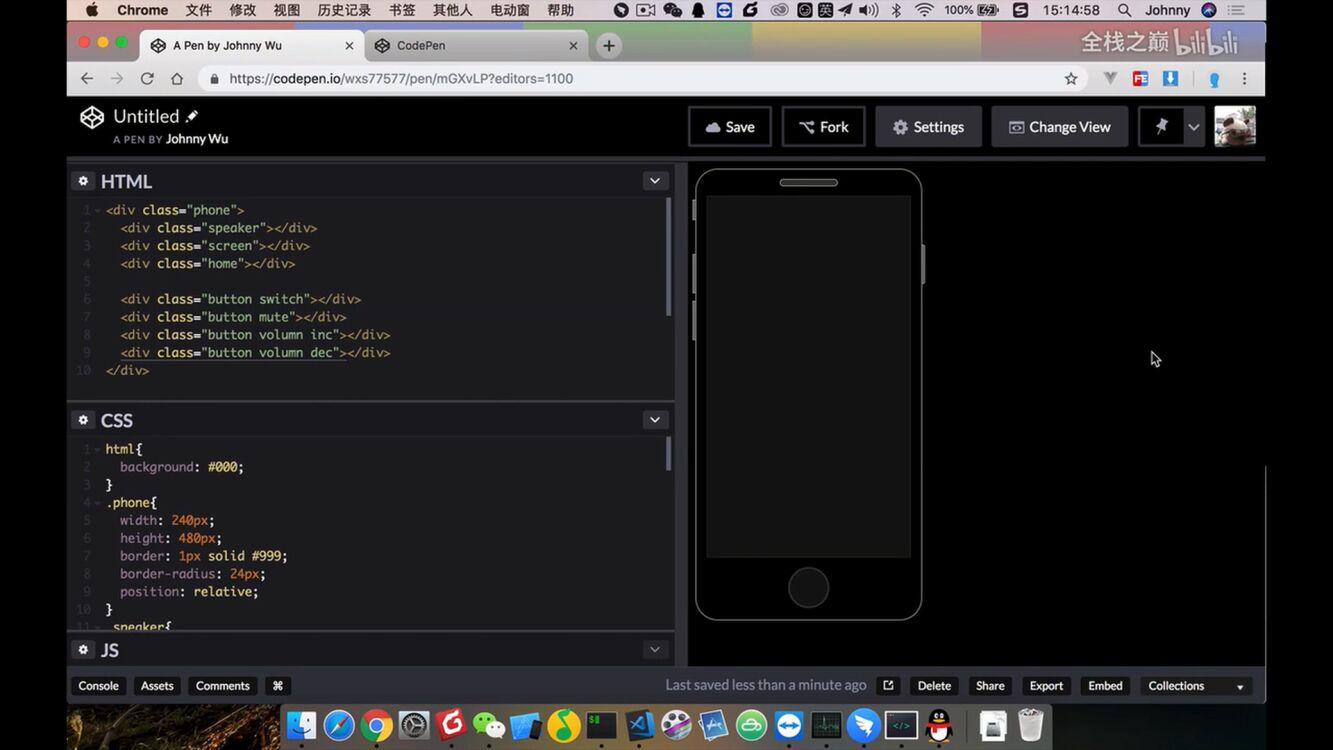 Chrome 文件 修改 视图 历史记录 书签 其他人 电动窗 帮助 英 100% 15:14:58 Johnny
A Pen by Johnny Wu
CodePen
全栈之巅 bilibili
https://codepen.io/wxs77577/pen/mGXvLP?editors=1100
FE
Untitled
A PEN BY Johnny Wu
Save
Fork
Settings
Change View
HTML
1 <div class="phone">
2 <div class="speaker"></div>
3 <div class="screen"></div>
4 <div class="home"></div>
5
6 <div class="button switch"></div>
7 <div class="button mute"></div>
8 <div class="button volumn inc"></div>
9 <div class="button volumn dec"></div>
10 </div>
CSS
1 html{
2 background: #000;
3 }
4 .phone{
5 width: 240px;
6 height: 480px;
7 border: 1px solid #999;
8 border-radius: 24px;
9 position: relative;
10 }
11 .speaker{
JS
Console Assets Comments ⌘ Last saved less than a minute ago Delete Share Export Embed Collections